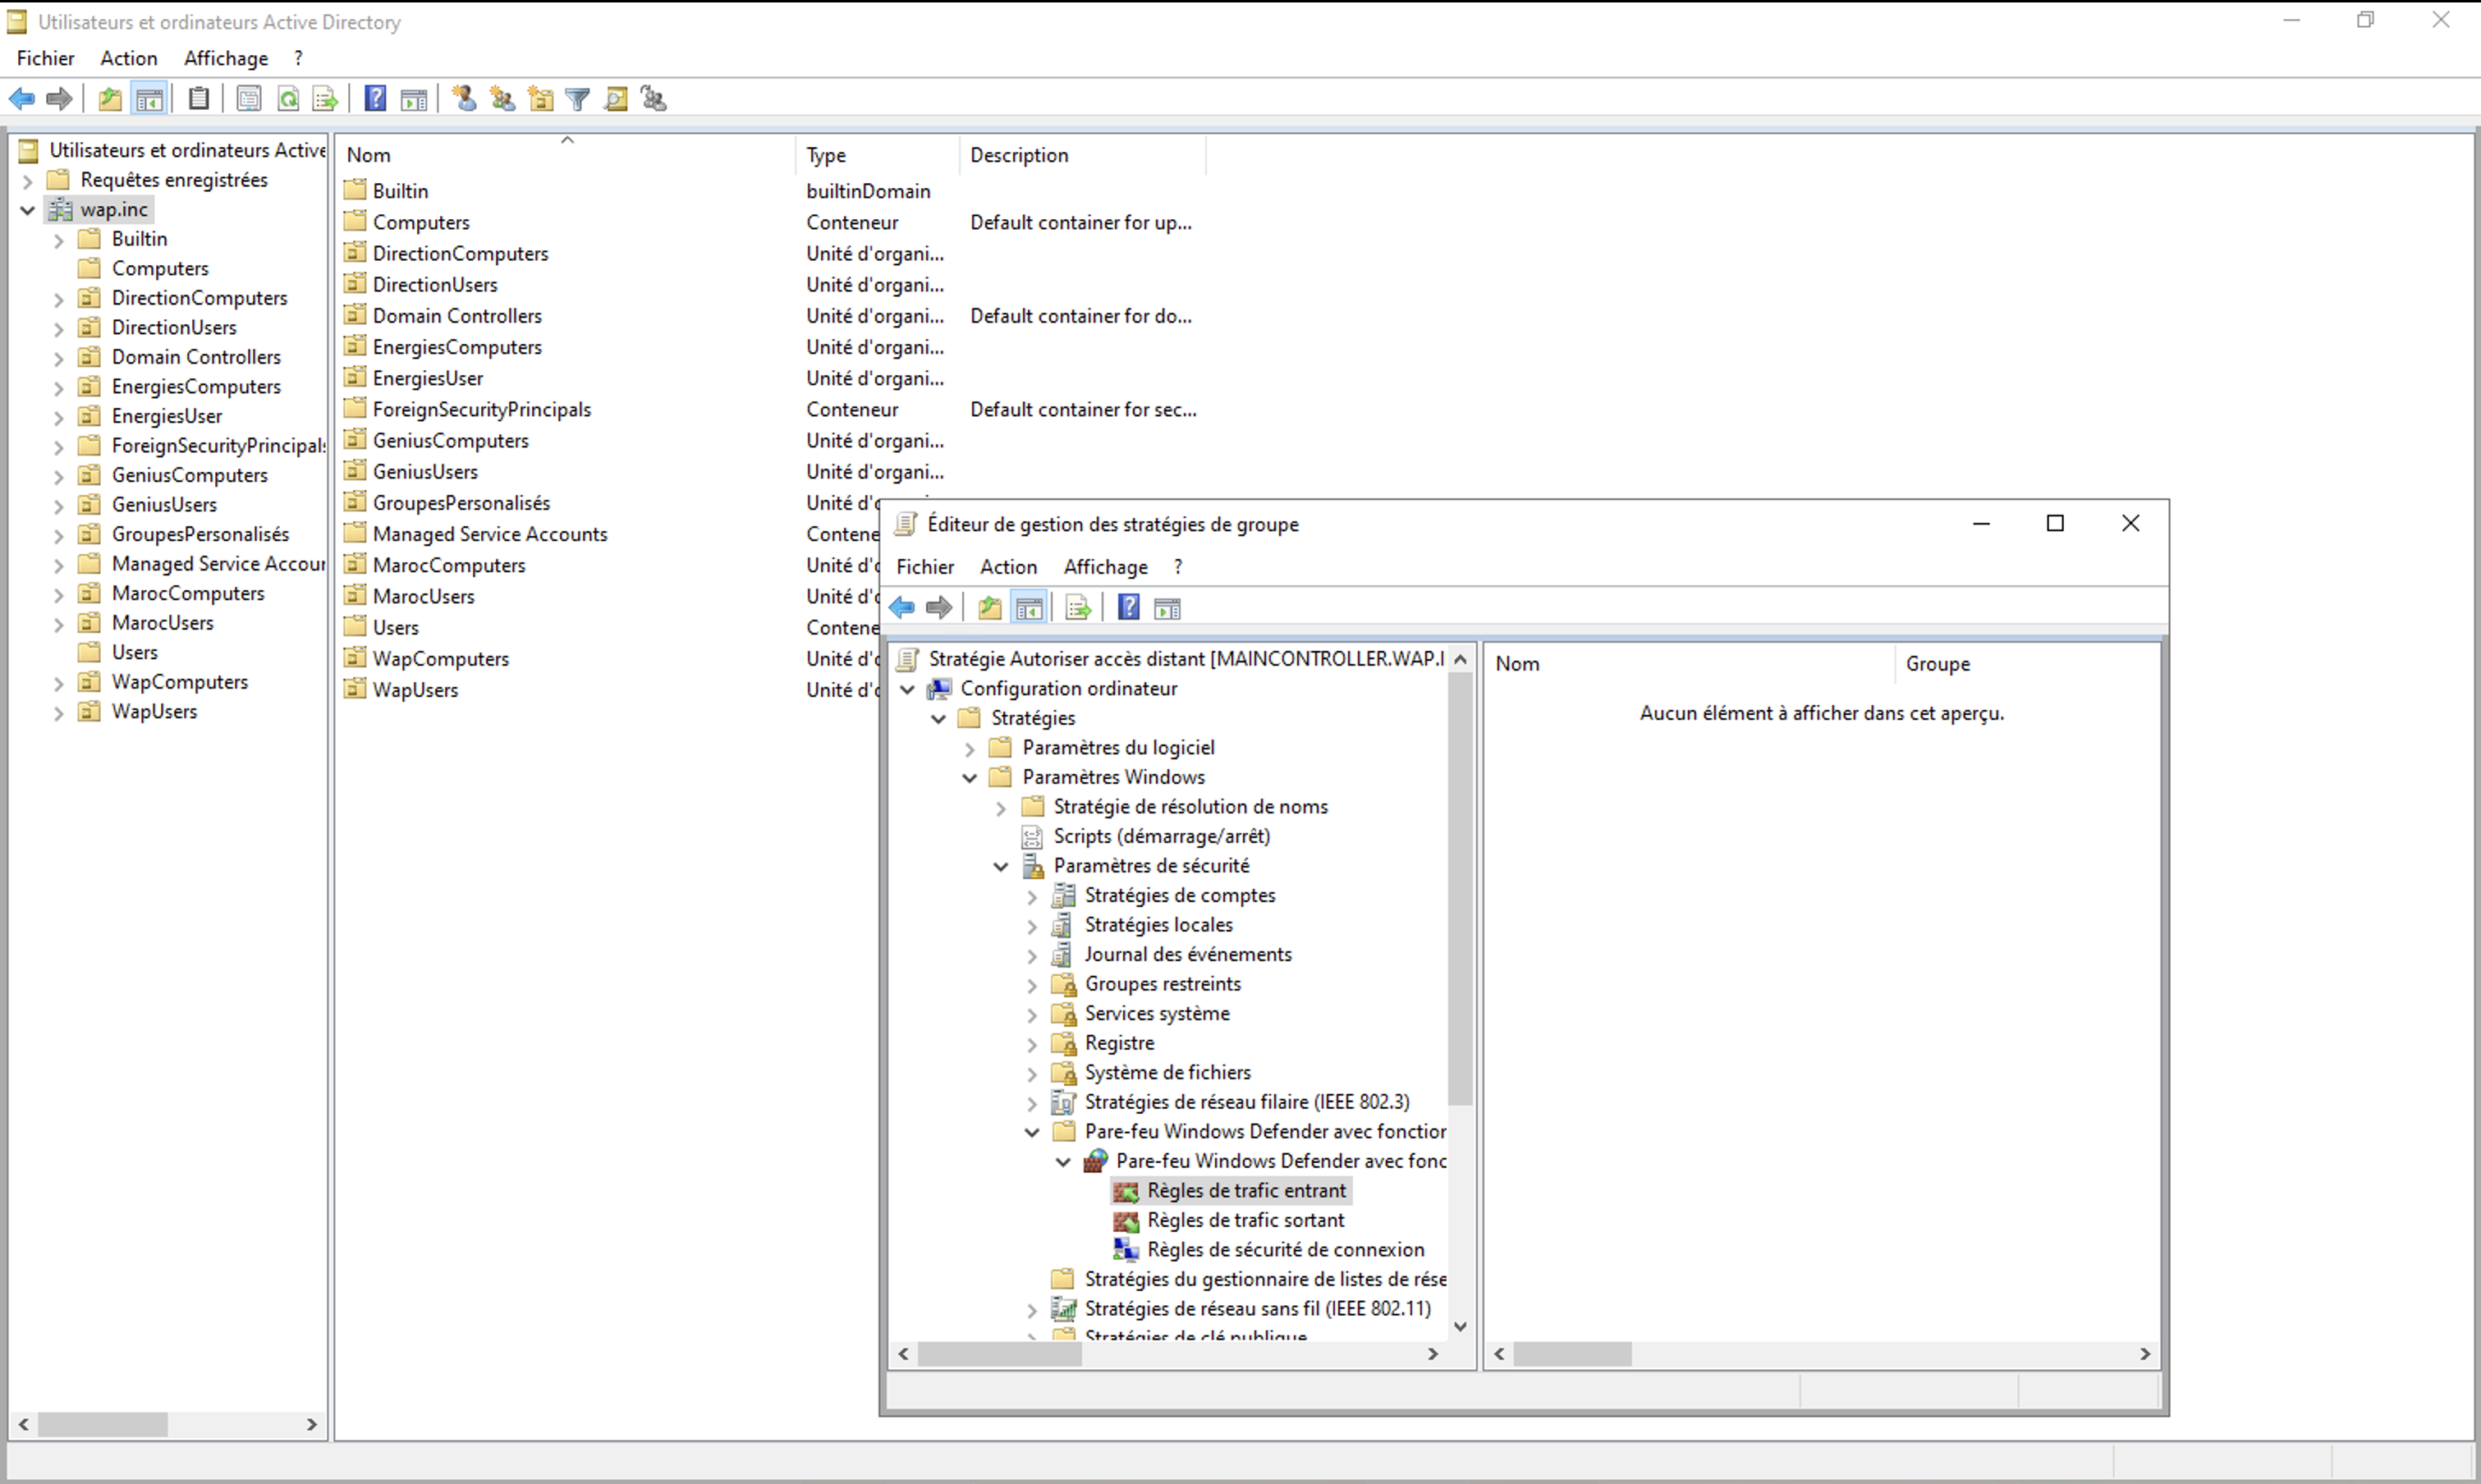 Utilisateurs et ordinateurs Active Directory
Fichier Action Affichage ?
Utilisateurs et ordinateurs Active
Requêtes enregistrées
wap.inc
Builtin
Computers
DirectionComputers
DirectionUsers
Domain Controllers
EnergiesComputers
EnergiesUser
ForeignSecurityPrincipals
GeniusComputers
GeniusUsers
GroupesPersonalisés
Managed Service Accour
MarocComputers
MarocUsers
Users
WapComputers
WapUsers
Nom Type Description
Builtin builtinDomain
Computers Conteneur Default container for up...
DirectionComputers Unité d'organi...
DirectionUsers Unité d'organi...
Domain Controllers Unité d'organi... Default container for do...
EnergiesComputers Unité d'organi...
EnergiesUser Unité d'organi...
ForeignSecurityPrincipals Conteneur Default container for sec...
GeniusComputers Unité d'organi...
GeniusUsers Unité d'organi...
GroupesPersonalisés Unité d'o
Managed Service Accounts Contene
MarocComputers Unité d'o
MarocUsers Unité d'o
Users Contene
WapComputers Unité d'o
WapUsers Unité d'o
Éditeur de gestion des stratégies de groupe
Fichier Action Affichage ?
Stratégie Autoriser accès distant [MAINCONTROLLER.WAP.I
Configuration ordinateur
Stratégies
Paramètres du logiciel
Paramètres Windows
Stratégie de résolution de noms
Scripts (démarrage/arrêt)
Paramètres de sécurité
Stratégies de comptes
Stratégies locales
Journal des événements
Groupes restreints
Services système
Registre
Système de fichiers
Stratégies de réseau filaire (IEEE 802.3)
Pare-feu Windows Defender avec fonction
Pare-feu Windows Defender avec fonc
Règles de trafic entrant
Règles de trafic sortant
Règles de sécurité de connexion
Stratégies du gestionnaire de listes de rése
Stratégies de réseau sans fil (IEEE 802.11)
Stratégies de clé publique
Nom Groupe
Aucun élément à afficher dans cet aperçu.